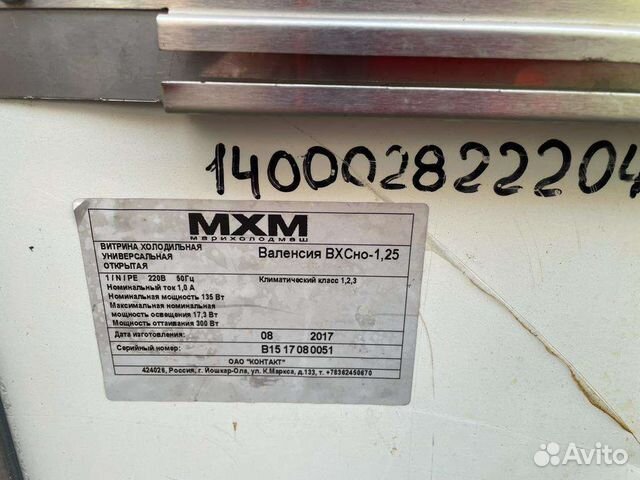 140002822204
МХМ
марихолодмаш
ВИТРИНА ХОЛОДИЛЬНАЯ
УНИВЕРСАЛЬНАЯ
ОТКРЫТАЯ
Валенсия ВХСно-1,25
1 / N / PE 220В 50Гц
Климатический класс 1,2,3
Номинальный ток 1,0 А
Номинальная мощность 135 Вт
Максимальная номинальная
мощность освещения 17,3 Вт
Мощность оттаивания 300 Вт
Дата изготовления: 08 2017
Серийный номер: B15 17 08 0051
ОАО "КОНТАКТ"
424026, Россия, г. Йошкар-Ола, ул. К.Маркса, д.133, т. +78362450670
Avito